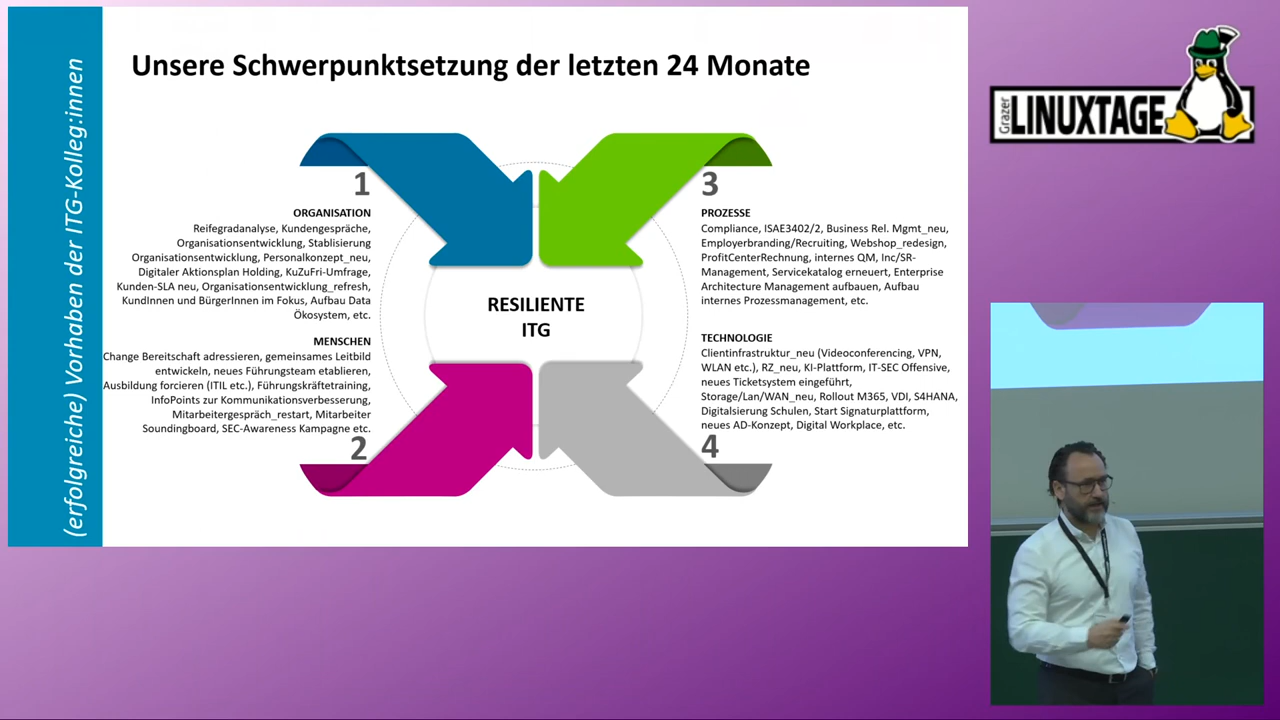 (erfolgreiche) Vorhaben der ITG-Kolleg:innen
Unsere Schwerpunktsetzung der letzten 24 Monate
1
ORGANISATION
Reifegradanalyse, Kundengespräche,
Organisationsentwicklung, Stablisierung
Organisationsentwicklung, Personalkonzept_neu,
Digitaler Aktionsplan Holding, KuZuFri-Umfrage,
Kunden-SLA neu, Organisationsentwicklung_refresh,
KundInnen und BürgerInnen im Fokus, Aufbau Data
Ökosystem, etc.
MENSCHEN
Change Bereitschaft adressieren, gemeinsames Leitbild
entwickeln, neues Führungsteam etablieren,
Ausbildung forcieren (ITIL etc.), Führungskräftetraining,
InfoPoints zur Kommunikationsverbesserung,
Mitarbeitergespräch_restart, Mitarbeiter
Soundingboard, SEC-Awareness Kampagne etc.
2
RESILIENTE
ITG
3
PROZESSE
Compliance, ISAE3402/2, Business Rel. Mgmt_neu,
Employerbranding/Recruiting, Webshop_redesign,
ProfitCenterRechnung, internes QM, Inc/SR-
Management, Servicekatalog erneuert, Enterprise
Architecture Management aufbauen, Aufbau
internes Prozessmanagement, etc.
TECHNOLOGIE
Clientinfrastruktur_neu (Videoconferencing, VPN,
WLAN etc.), RZ_neu, KI-Plattform, IT-SEC Offensive,
neues Ticketsystem eingeführt,
Storage/Lan/WAN_neu, Rollout M365, VDI, S4HANA,
Digitalsierung Schulen, Start Signaturplattform,
neues AD-Konzept, Digital Workplace, etc.
4
Grazer
LINUXTAGE